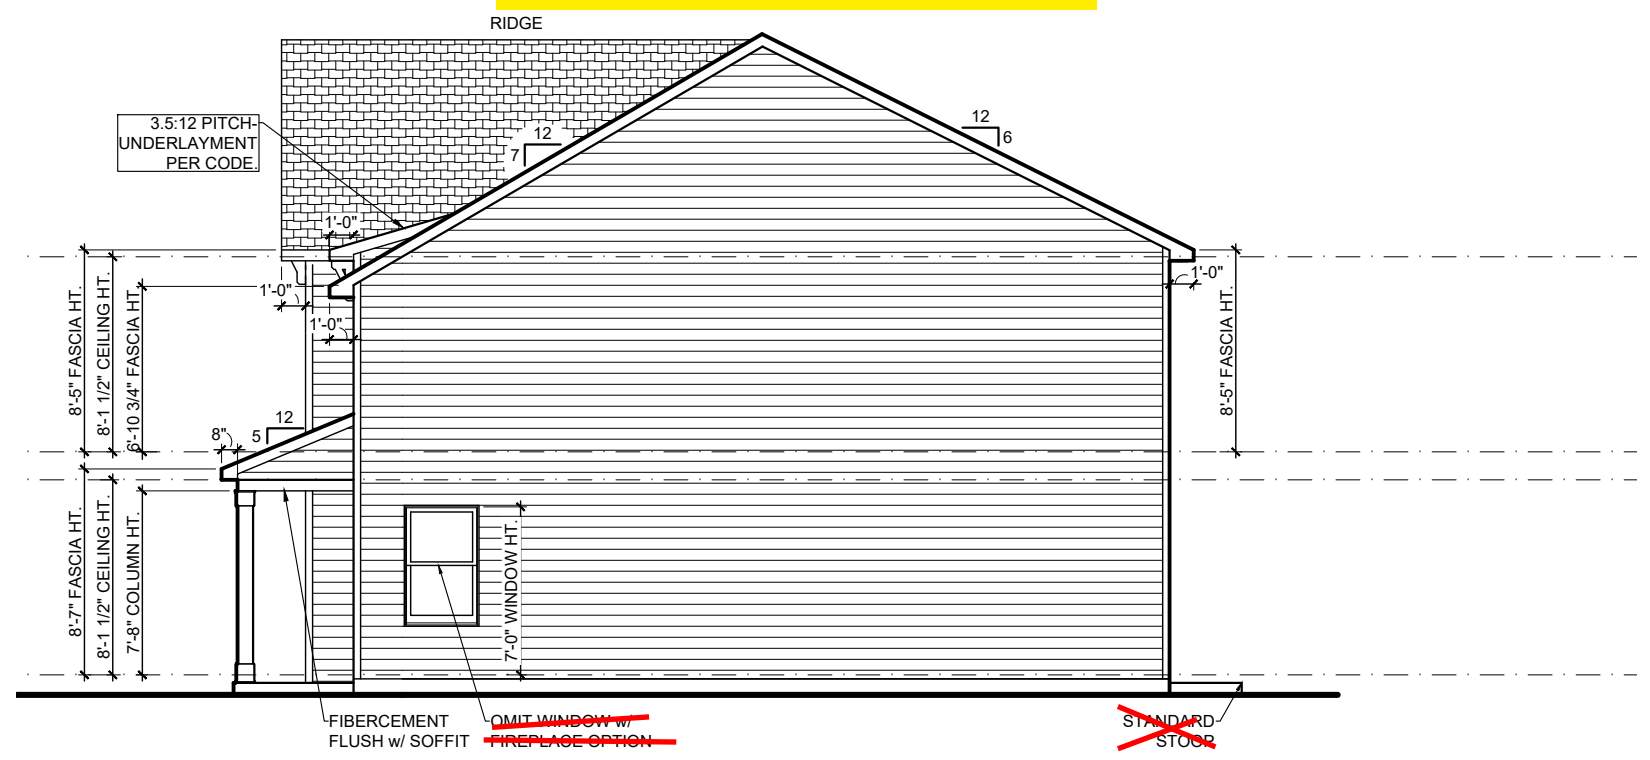 RIDGE
3.5:12 PITCH-
UNDERLAYMENT
PER CODE.
12
7
12
6
1'-0"
1'-0"
1'-0"
1'-0"
8'-5" FASCIA HT.
8'-1 1/2" CEILING HT.
6'-10 3/4" FASCIA HT.
8'-5" FASCIA HT.
12
5
8"
8'-7" FASCIA HT.
8'-1 1/2" CEILING HT.
7'-8" COLUMN HT.
7'-0" WINDOW HT.
FIBERCEMENT
FLUSH w/ SOFFIT
OMIT WINDOW w/
FIREPLACE OPTION
STANDARD
STOOP